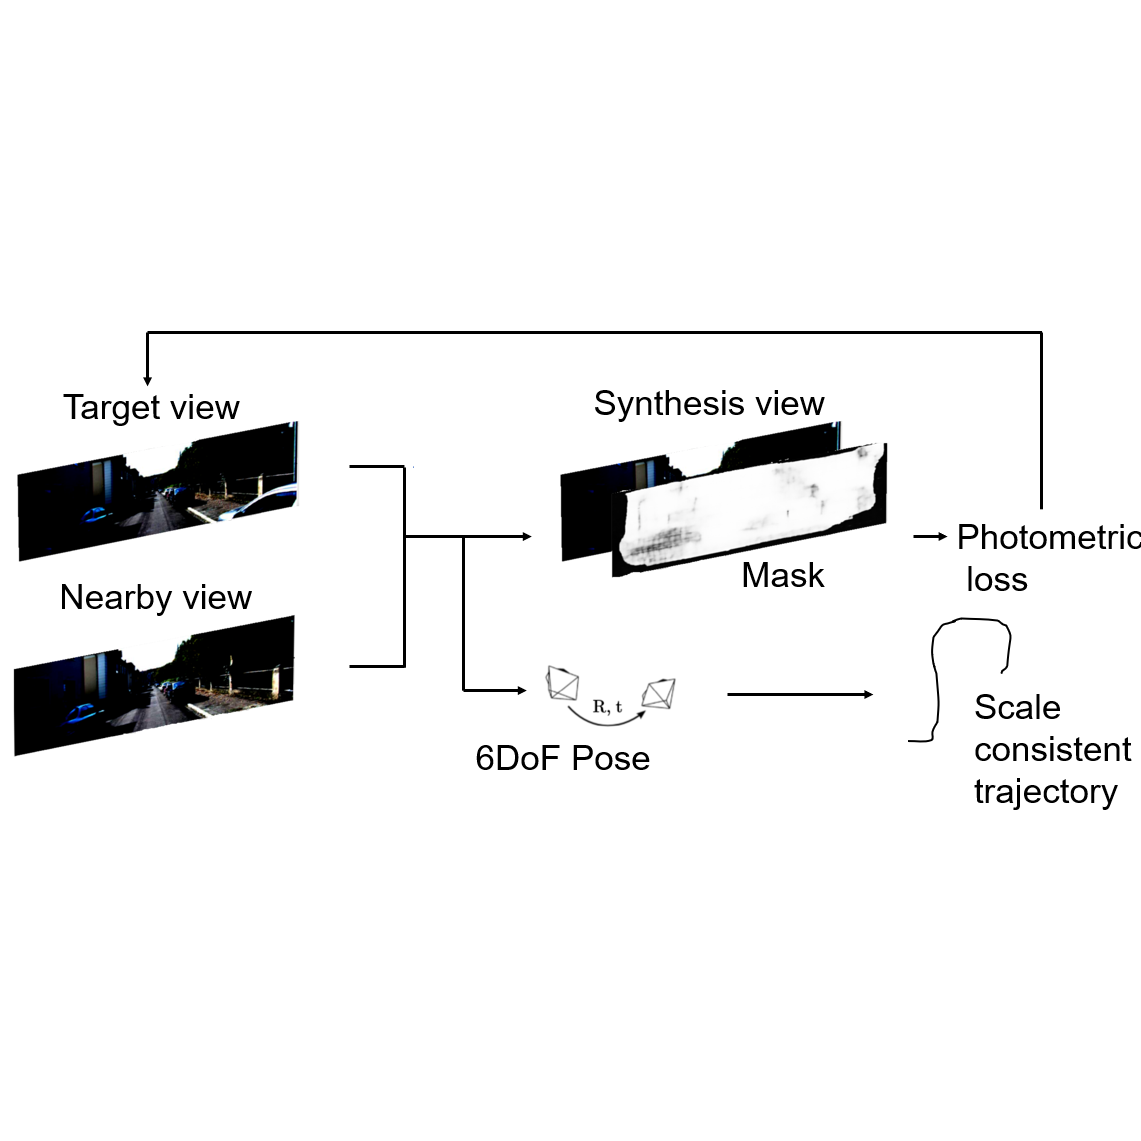 Target view
Synthesis view
Photometric
loss
Mask
Nearby view
R, t
6DoF Pose
Scale
consistent
trajectory